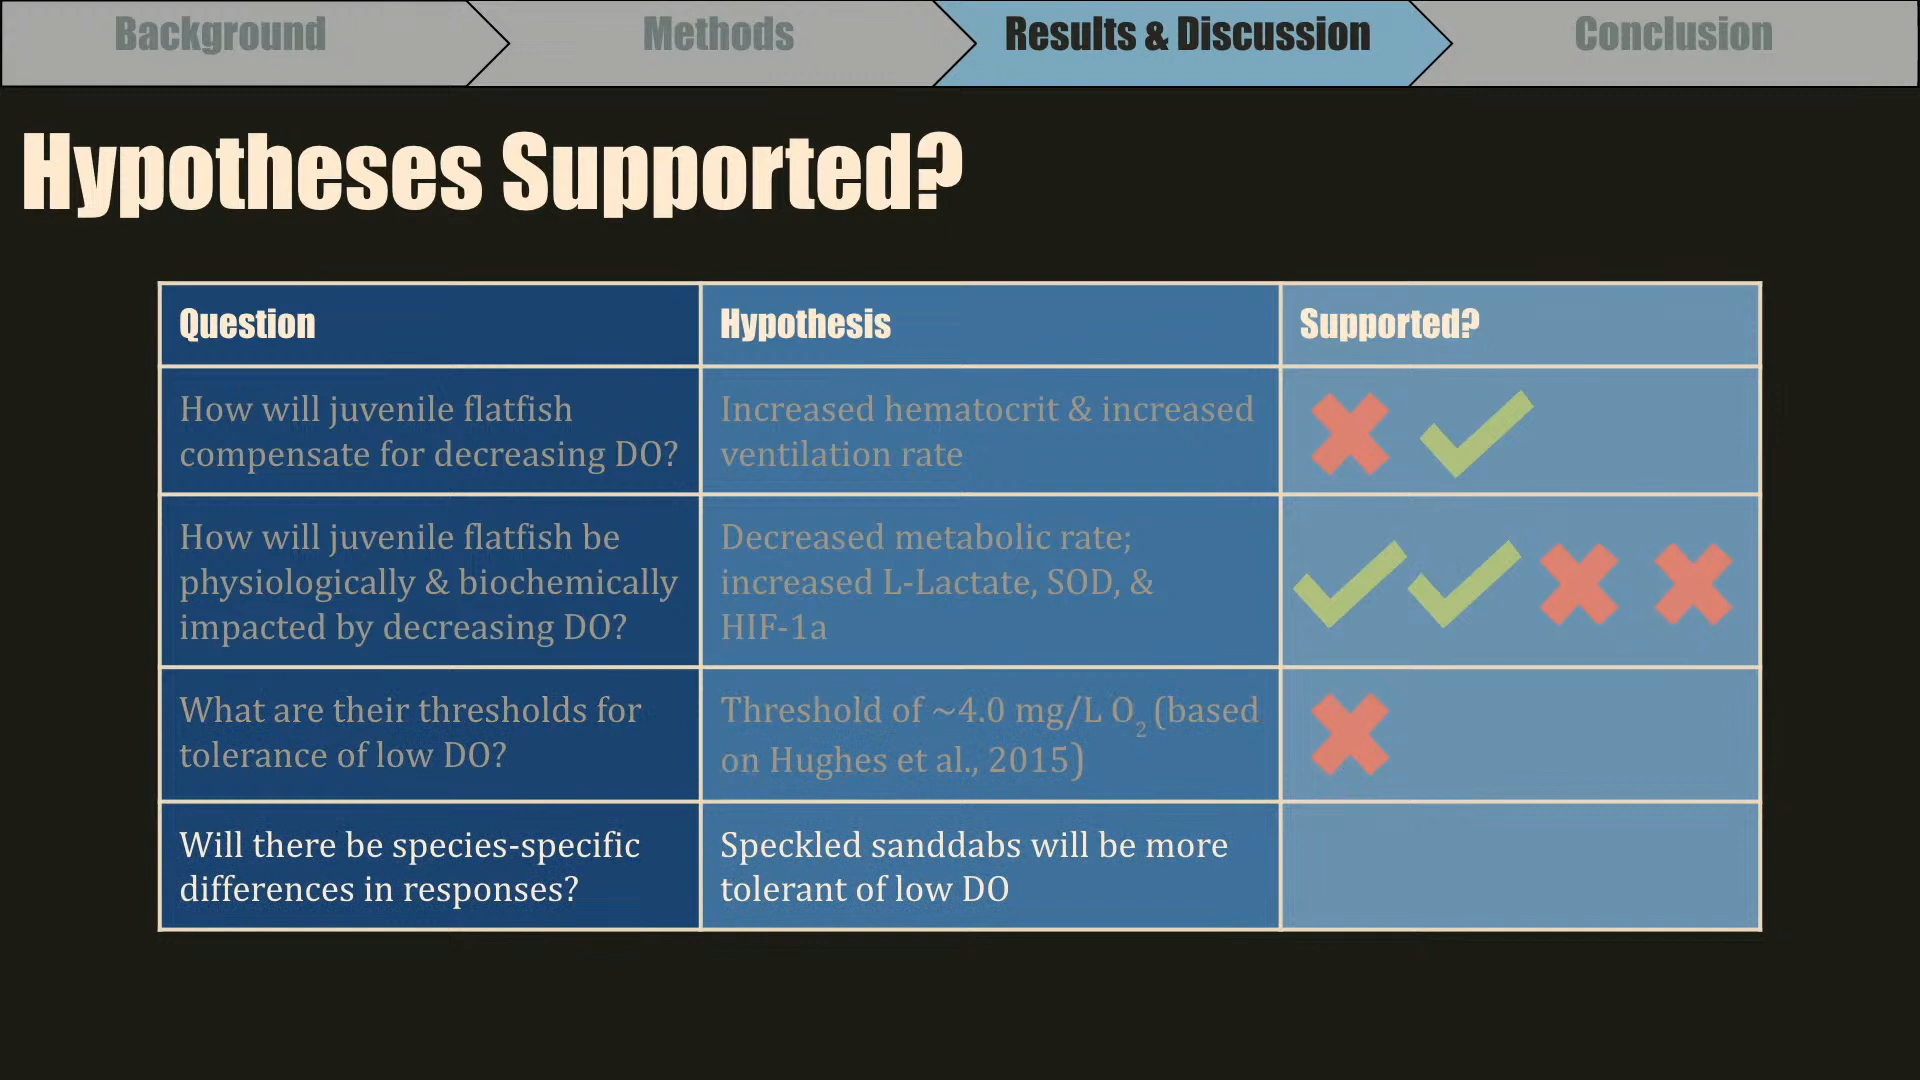 Background
Methods
Results & Discussion
Conclusion
Hypotheses Supported?
Question
Hypothesis
Supported?
How will juvenile flatfish
compensate for decreasing DO?
Increased hematocrit & increased
ventilation rate
How will juvenile flatfish be
physiologically & biochemically
impacted by decreasing DO?
Decreased metabolic rate;
increased L-Lactate, SOD, &
HIF-1a
What are their thresholds for
tolerance of low DO?
Threshold of ~4.0 mg/L O₂ (based
on Hughes et al., 2015)
Will there be species-specific
differences in responses?
Speckled sanddabs will be more
tolerant of low DO